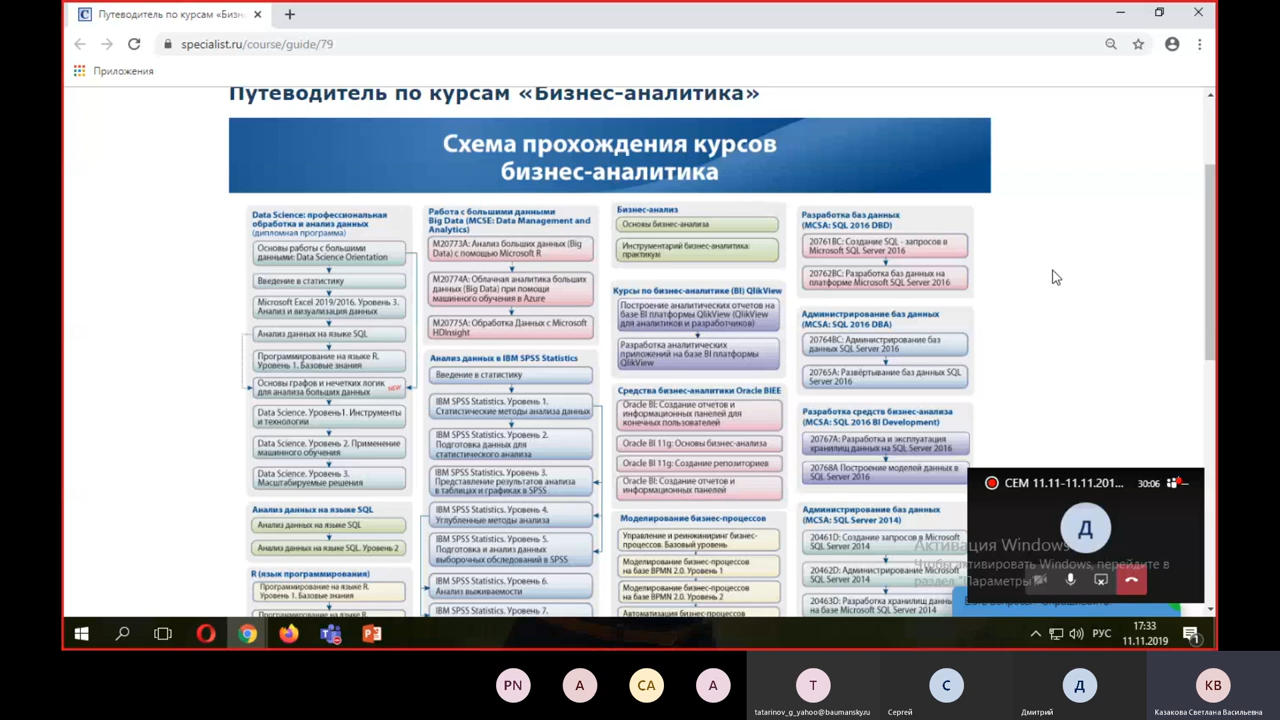 Путеводитель по курсам «Бизн
specialist.ru/course/guide/79
Приложения
Путеводитель по курсам «Бизнес-аналитика»
Схема прохождения курсов
бизнес-аналитика
Data Science: профессиональная
обработка и анализ данных
(дипломная программа)
Основы работы с большими
данными: Data Science Orientation
Введение в статистику
Microsoft Excel 2019/2016. Уровень 3.
Анализ и визуализация данных
Анализ данных на языке SQL
Программирование на языке R.
Уровень 1. Базовые знания
Основы графов и нечетких логик
для анализа больших данных
NEW
Data Science. Уровень1. Инструменты
и технологии
Data Science. Уровень 2. Применение
машинного обучения
Data Science. Уровень 3.
Масштабируемые решения
Анализ данных на языке SQL
Анализ данных на языке SQL
Анализ данных на языке SQL. Уровень 2
R (язык программирования)
Программирование на языке R.
Уровень 1. Базовые знания
Программирование на языке R.
Работа с большими данными
Big Data (MCSE: Data Management and
Analytics)
M20773A: Анализ больших данных (Big
Data) с помощью Microsoft R
M20774A: Облачная аналитика больших
данных (Big Data) при помощи
машинного обучения в Azure
M20775A: Обработка Данных с Microsoft
HDInsight
Анализ данных в IBM SPSS Statistics
Введение в статистику
IBM SPSS Statistics. Уровень 1.
Статистические методы анализа данных
IBM SPSS Statistics. Уровень 2.
Подготовка данных для
статистического анализа
IBM SPSS Statistics. Уровень 3.
Представление результатов анализа
в таблицах и графиках в SPSS
IBM SPSS Statistics. Уровень 4.
Углубленные методы анализа
IBM SPSS Statistics. Уровень 5.
Подготовка и анализ данных
выборочных обследований в SPSS
IBM SPSS Statistics. Уровень 6.
Анализ выживаемости
IBM SPSS Statistics. Уровень 7.
Бизнес-анализ
Основы бизнес-анализа
Инструментарий бизнес-аналитика:
практикум
Курсы по бизнес-аналитике (BI) QlikView
Построение аналитических отчетов на
базе BI платформы QlikView (QlikView
для аналитиков и разработчиков)
Разработка аналитических
приложений на базе BI платформы
QlikView
Средства бизнес-аналитики Oracle BIEE
Oracle BI: Создание отчетов и
информационных панелей для
конечных пользователей
Oracle BI 11g: Основы бизнес-анализа
Oracle BI 11g: Создание репозиториев
Oracle BI: Создание отчетов и
информационных панелей
Моделирование бизнес-процессов
Управление и реинжиниринг бизнес-
процессов. Базовый уровень
Моделирование бизнес-процессов
на базе BPMN 2.0. Уровень 1
Моделирование бизнес-процессов
на базе BPMN 2.0. Уровень 2
Автоматизация бизнес-процессов
Разработка баз данных
(MCSA: SQL 2016 DBD)
20761BC: Создание SQL - запросов в
Microsoft SQL Server 2016
20762BC: Разработка баз данных на
платформе Microsoft SQL Server 2016
Администрирование баз данных
(MCSA: SQL 2016 DBA)
20764BC: Администрирование баз
данных SQL Server 2016
20765A: Развёртывание баз данных SQL
Server 2016
Разработка средств бизнес-анализа
(MCSA: SQL 2016 BI Development)
20767A: Разработка и эксплуатация
хранилищ данных на SQL Server 2016
20768A Построение моделей данных в
SQL Server 2016
Администрирование баз данных
(MCSA: SQL Server 2014)
20461D: Создание запросов в Microsoft
SQL Server 2014
20462D: Администрирование Microsoft
SQL Server 2014
20463D: Разработка хранилищ данных
на базе Microsoft SQL Server 2014
СЕМ 11.11-11.11.201...
30:06
Д
Активация Windows
Чтобы активировать Windows, перейдите в
раздел "Параметры
РУС
17:33
11.11.2019
1
PN
A
CA
A
T
C
Д
КВ
tatarinov_g_yahoo@baumansky.ru
Сергей
Дмитрий
Казакова Светлана Васильевна